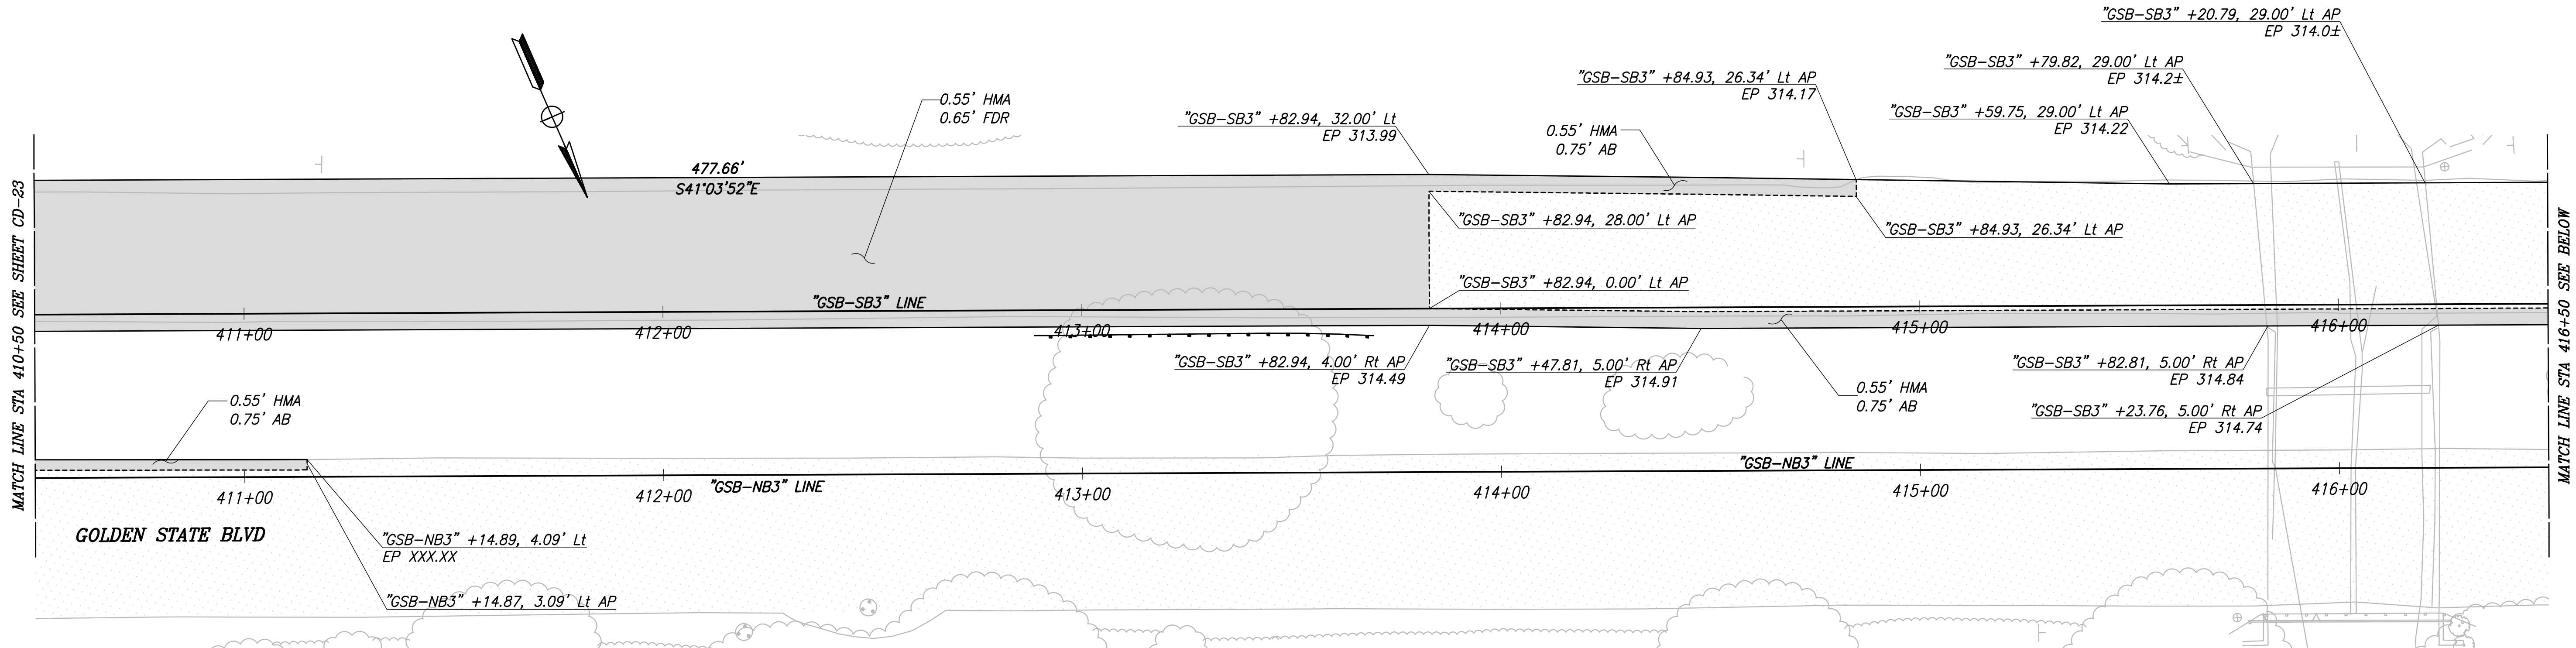 "GSB-SB3" +20.79, 29.00' Lt AP
EP 314.0±
"GSB-SB3" +79.82, 29.00' Lt AP
EP 314.2±
"GSB-SB3" +84.93, 26.34' Lt AP
EP 314.17
"GSB-SB3" +59.75, 29.00' Lt AP
EP 314.22
0.55' HMA
0.65' FDR
"GSB-SB3" +82.94, 32.00' Lt
EP 313.99
0.55' HMA
0.75' AB
477.66'
S41°03'52"E
"GSB-SB3" +82.94, 28.00' Lt AP
"GSB-SB3" +84.93, 26.34' Lt AP
"GSB-SB3" +82.94, 0.00' Lt AP
"GSB-SB3" LINE
411+00
412+00
413+00
414+00
415+00
416+00
"GSB-SB3" +82.94, 4.00' Rt AP
EP 314.49
"GSB-SB3" +47.81, 5.00' Rt AP
EP 314.91
"GSB-SB3" +82.81, 5.00' Rt AP
EP 314.84
0.55' HMA
0.75' AB
"GSB-SB3" +23.76, 5.00' Rt AP
EP 314.74
0.55' HMA
0.75' AB
"GSB-NB3" LINE
"GSB-NB3" LINE
411+00
412+00
413+00
414+00
415+00
416+00
GOLDEN STATE BLVD
"GSB-NB3" +14.89, 4.09' Lt
EP XXX.XX
"GSB-NB3" +14.87, 3.09' Lt AP
MATCH LINE STA 410+50 SEE SHEET CD-23
MATCH LINE STA 416+50 SEE BELOW